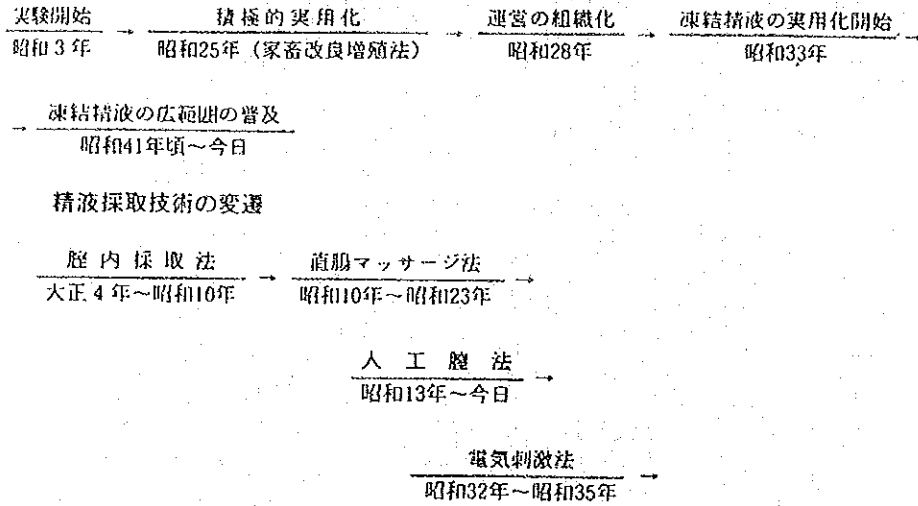 実験開始 → 積極的実用化 → 運営の組織化 → 凍結精液の実用化開始 →
昭和3年 昭和25年(家畜改良増殖法) 昭和28年 昭和33年
→ 凍結精液の広範囲の普及
昭和41年頃〜今日
精液採取技術の変遷
腟内採取法 → 直腸マッサージ法 →
大正4年〜昭和10年 昭和10年〜昭和23年
人工腟法 →
昭和13年〜今日
電気刺激法 →
昭和32年〜昭和35年